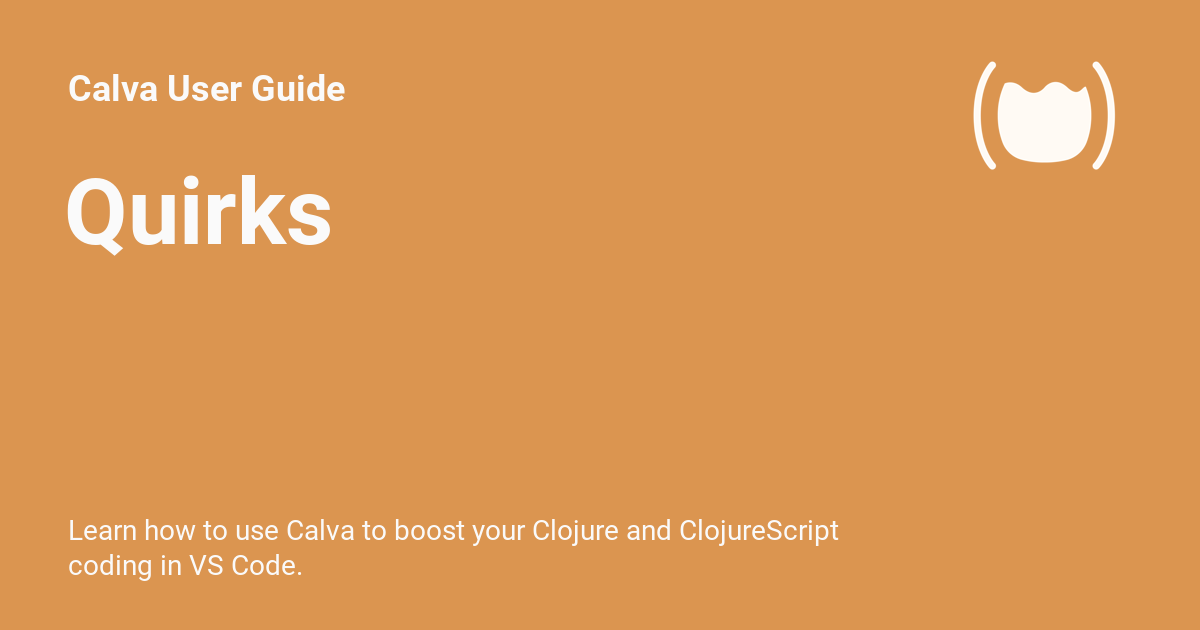 Calva User Guide
Quirks
Learn how to use Calva to boost your Clojure and ClojureScript
coding in VS Code.